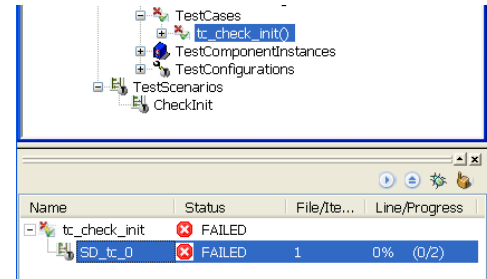 TestCases
tc_check_init()
TestComponentInstances
TestConfigurations
TestScenarios
CheckInit
Name Status File/Ite... Line/Progress
tc_check_init FAILED
SD_tc_0 FAILED 1 0% (0/2)